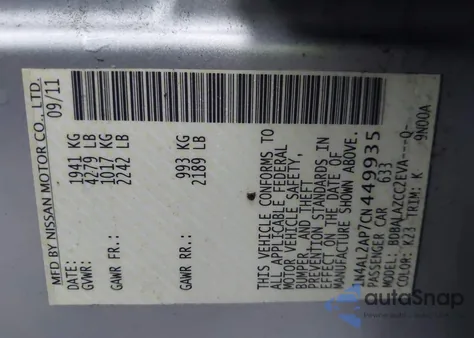 MFD BY NISSAN MOTOR CO., LTD.
09/11
DATE:
GVWR: 1941 KG
4279 LB
GAWR FR.: 1017 KG
2242 LB
GAWR RR.: 993 KG
2189 LB
THIS VEHICLE CONFORMS TO
ALL APPLICABLE FEDERAL
MOTOR VEHICLE SAFETY,
BUMPER, AND THEFT
PREVENTION STANDARDS IN
EFFECT ON THE DATE OF
MANUFACTURE SHOWN ABOVE.
1N4AL2AP7CN449935
PASSENGER CAR 633
MODEL: BDBALA2CC2EVA---Q-
COLOR: K23 TRIM: K 9N00A
autoSnap